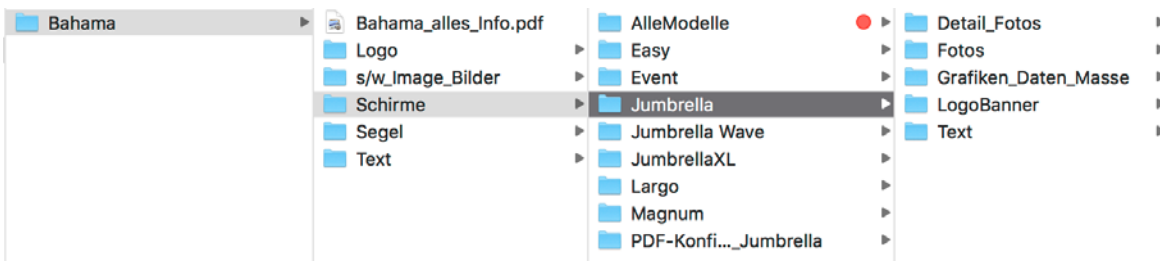 Bahama
Bahama_alles_Info.pdf
Logo
s/w_Image_Bilder
Schirme
Segel
Text
AlleModelle
Easy
Event
Jumbrella
Jumbrella Wave
JumbrellaXL
Largo
Magnum
PDF-Konfi..._Jumbrella
Detail_Fotos
Fotos
Grafiken_Daten_Masse
LogoBanner
Text